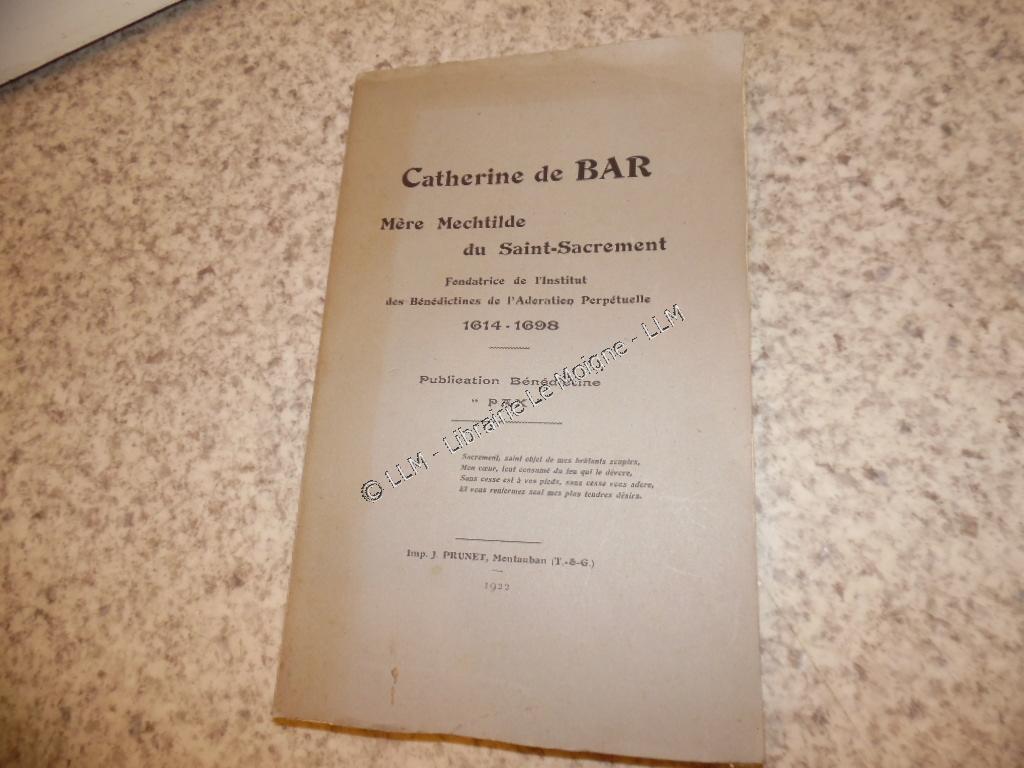 Catherine de BAR
Mère Mechtilde
du Saint-Sacrement
Fondatrice de l'Institut
des Bénédictines de l'Adoration Perpétuelle
1614 - 1698
Publication Bénédictine
" PAX "
Sacrement, saint objet de mes brûlants soupirs,
Mon cœur, tout consumé du feu qui le dévore,
Sans cesse est à vos pieds, sans cesse vous adore,
Et vous renfermez seul mes plus tendres désirs.
Imp. J. PRUNET, Montauban (T.-&-G.)
1922
© LLM - Librairie Le Moigne - LLM